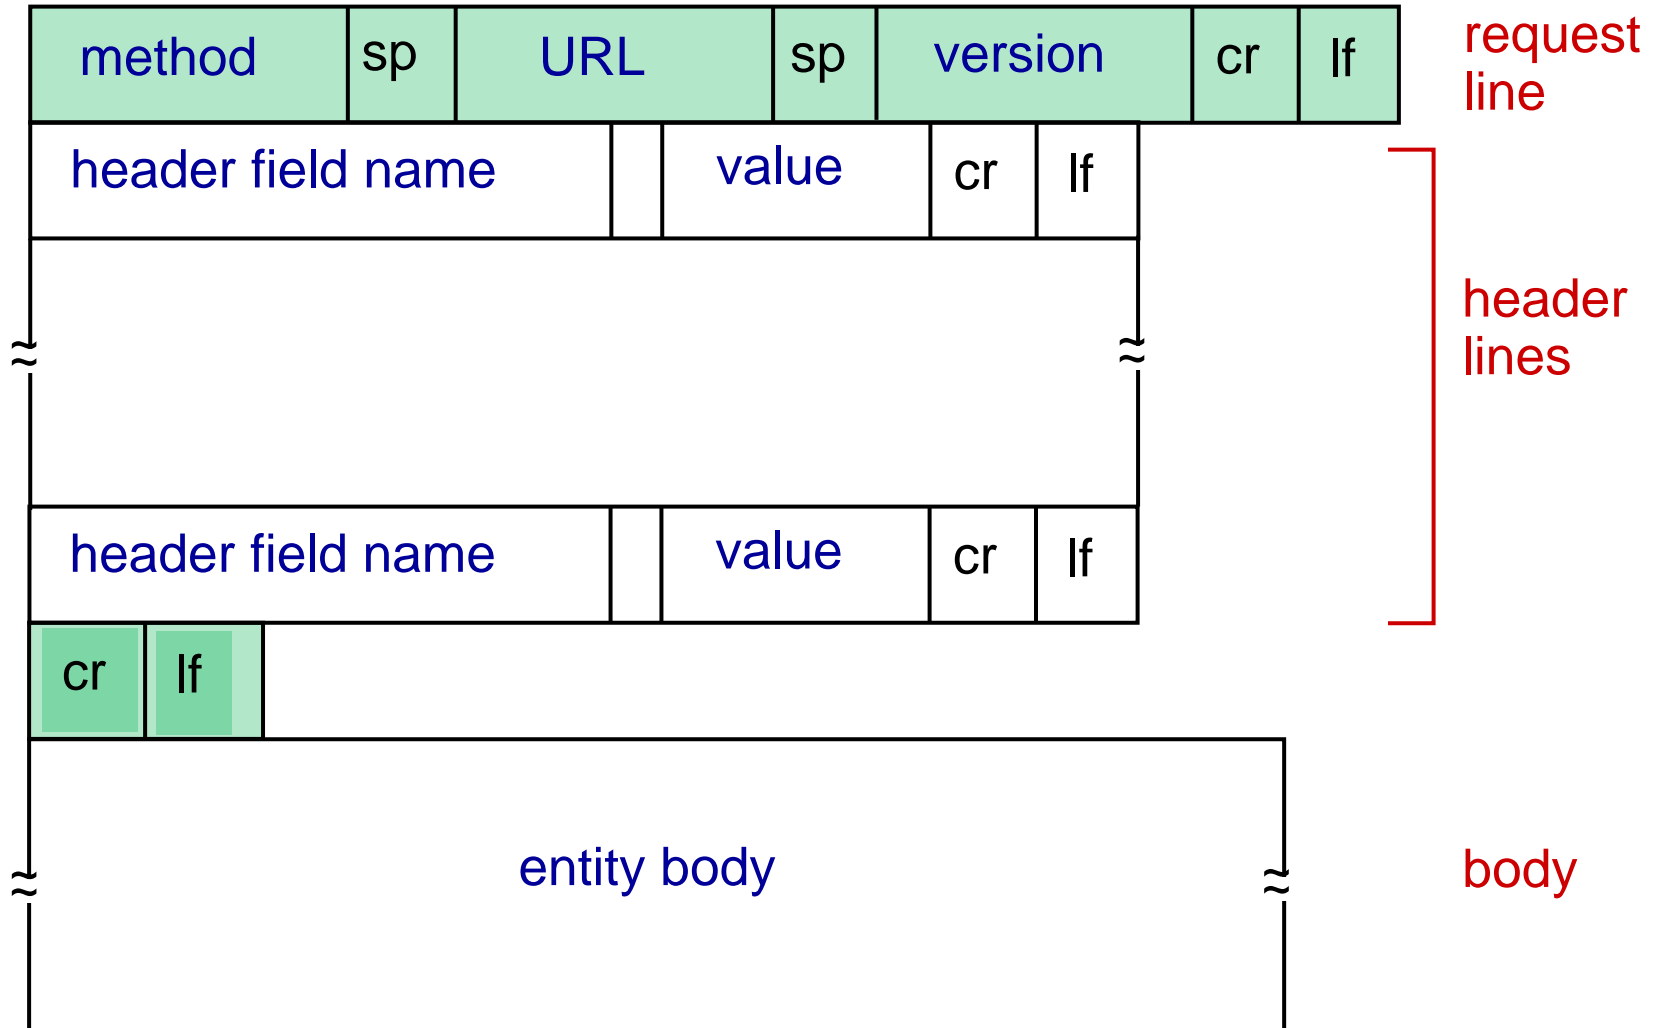 method sp URL sp version cr lf
request
line
header field name value cr lf
header
lines
header field name value cr lf
cr lf
entity body
body